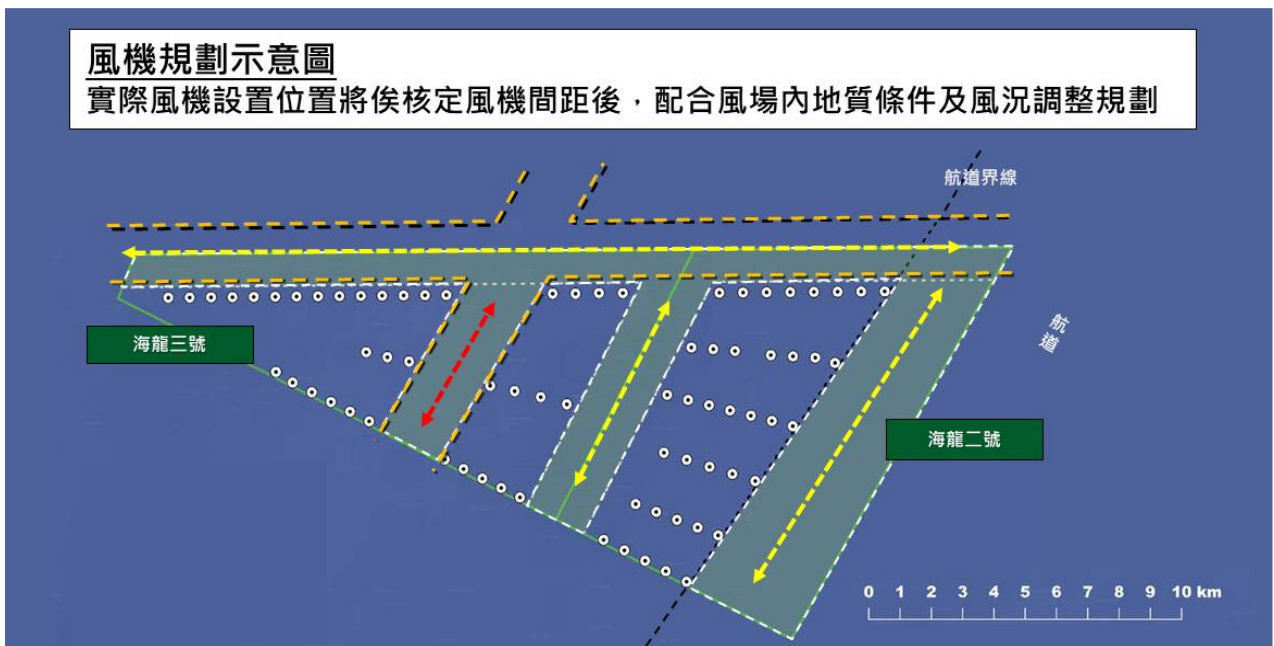 風機規劃示意圖
實際風機設置位置將俟核定風機間距後，配合風場內地質條件及風況調整規劃
航道界線
航道
海龍三號
海龍二號
0 1 2 3 4 5 6 7 8 9 10 km